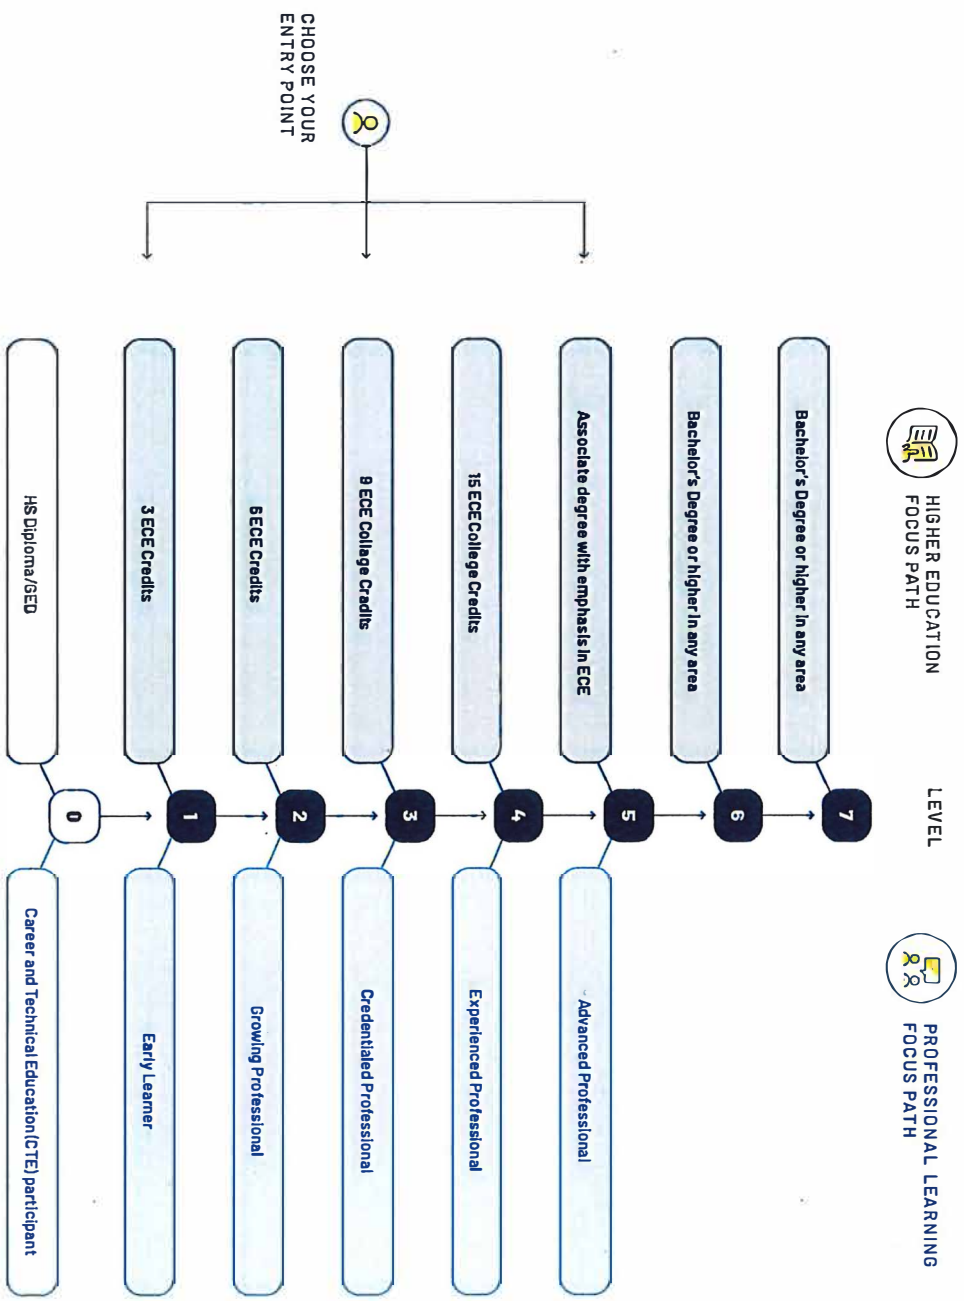 HIGHER EDUCATION
FOCUS PATH
LEVEL
PROFESSIONAL LEARNING
FOCUS PATH
Bachelor's Degree or higher in any area
7
Bachelor's Degree or higher in any area
6
Associate degree with emphasis in ECE
5
Advanced Professional
15 ECE College Credits
4
Experienced Professional
9 ECE Collage Cradits
3
Credentialed Professional
6 ECE Credits
2
Growing Professional
3 ECE Credits
1
Early Learner
HS Diploma/GED
0
Career and Technical Education (CTE) participant
CHOOSE YOUR
ENTRY POINT